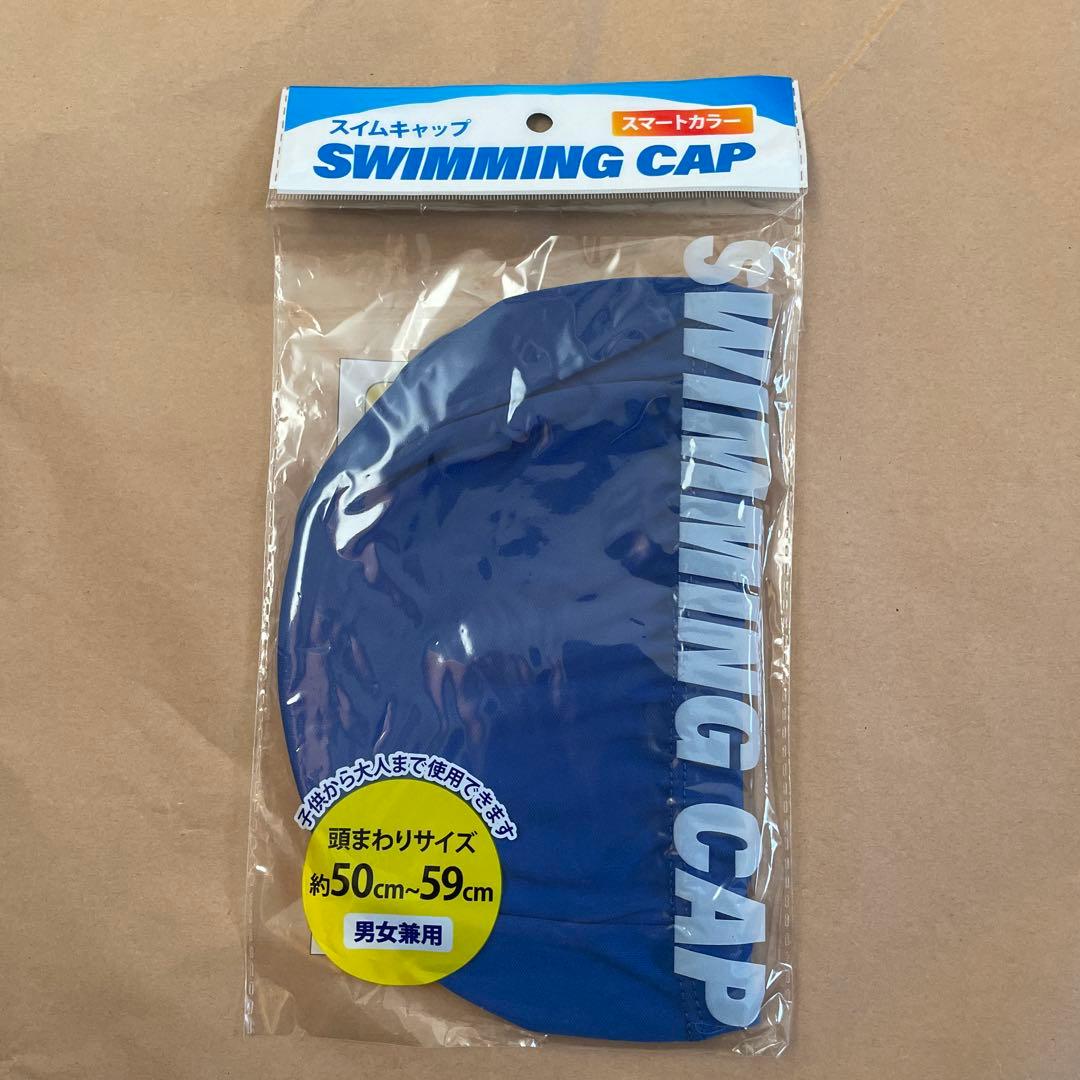 スイムキャップ
スマートカラー
SWIMMING CAP
SWIMMING CAP
子供から大人まで使用できます
頭まわりサイズ
約50cm~59cm
男女兼用